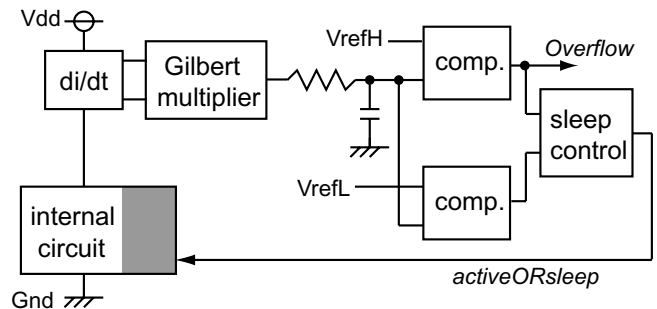 Vdd
di/dt
Gilbert
multiplier
VrefH
comp.
Overflow
sleep
control
VrefL
comp.
internal
circuit
activeORsleep
Gnd